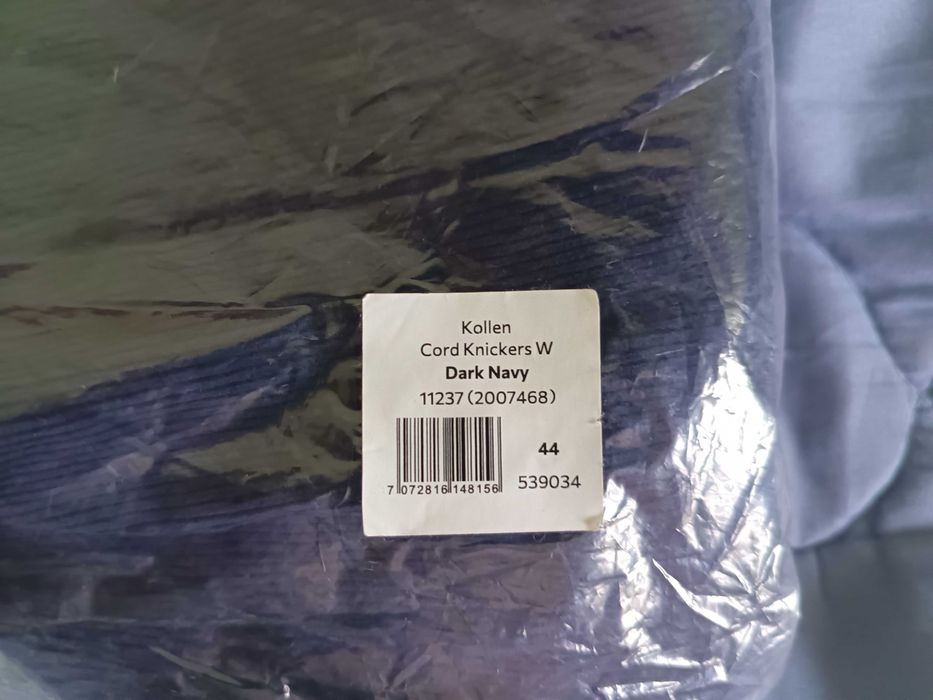 Kollen
Cord Knickers W
Dark Navy
11237 (2007468)
44
7 072816 148156
539034